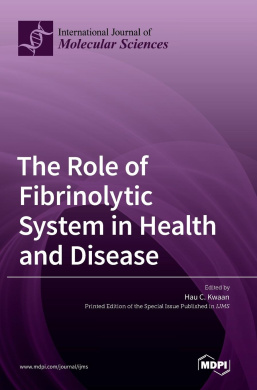 International Journal of
Molecular Sciences
The Role of
Fibrinolytic
System in Health
and Disease
Edited by
Hau C. Kwaan
Printed Edition of the Special Issue Published in IJMS
www.mdpi.com/journal/ijms
MDPI